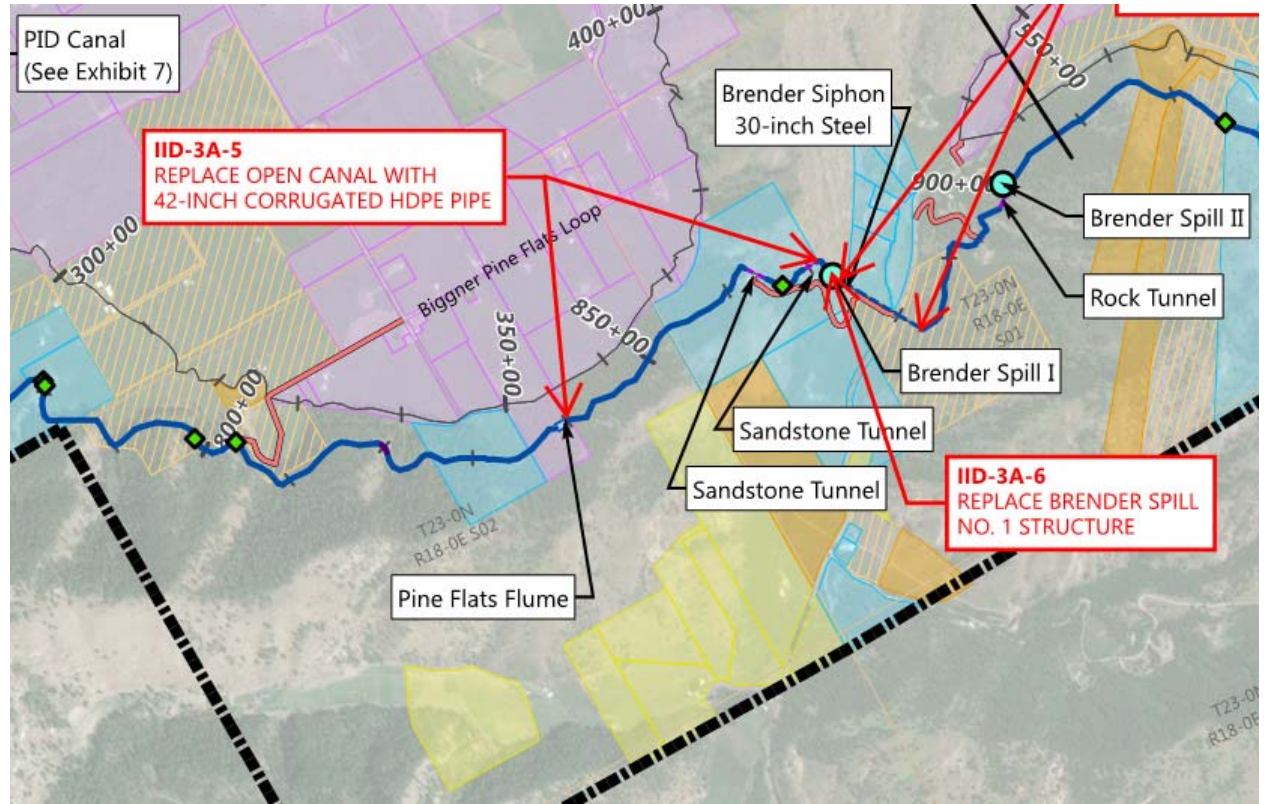 PID Canal
(See Exhibit 7)
400+00
550+00
Brender Siphon
30-inch Steel
IID-3A-5
REPLACE OPEN CANAL WITH
42-INCH CORRUGATED HDPE PIPE
900+00
Brender Spill II
300+00
Biggner Pine Flats Loop
Rock Tunnel
T23-0N
R18-0E
S01
350+00
850+00
Brender Spill I
800+00
Sandstone Tunnel
Sandstone Tunnel
IID-3A-6
REPLACE BRENDER SPILL
NO. 1 STRUCTURE
T23-0N
R18-0E S02
Pine Flats Flume
T23-0N
R18-0E